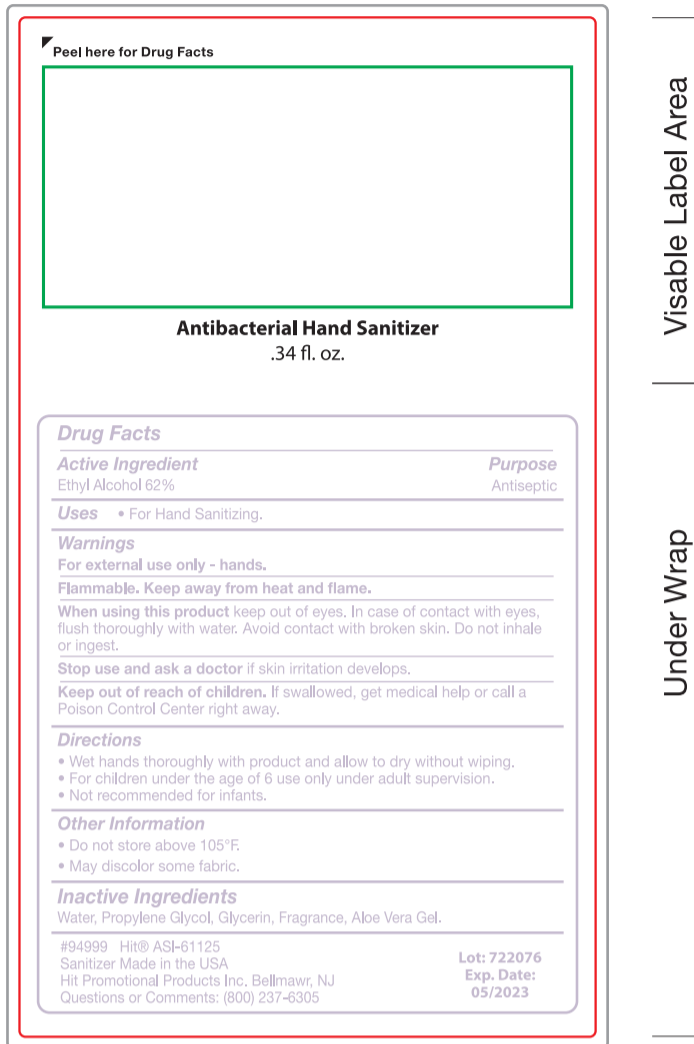 Peel here for Drug Facts
Antibacterial Hand Sanitizer
.34 fl. oz.
Drug Facts
Active Ingredient Purpose
Ethyl Alcohol 62% Antiseptic
Uses • For Hand Sanitizing.
Warnings
For external use only - hands.
Flammable. Keep away from heat and flame.
When using this product keep out of eyes. In case of contact with eyes,
flush thoroughly with water. Avoid contact with broken skin. Do not inhale
or ingest.
Stop use and ask a doctor if skin irritation develops.
Keep out of reach of children. If swallowed, get medical help or call a
Poison Control Center right away.
Directions
• Wet hands thoroughly with product and allow to dry without wiping.
• For children under the age of 6 use only under adult supervision.
• Not recommended for infants.
Other Information
• Do not store above 105°F.
• May discolor some fabric.
Inactive Ingredients
Water, Propylene Glycol, Glycerin, Fragrance, Aloe Vera Gel.
#94999 Hit® ASI-61125
Sanitizer Made in the USA
Hit Promotional Products Inc. Bellmawr, NJ
Questions or Comments: (800) 237-6305
Lot: 722076
Exp. Date:
05/2023
Visable Label Area
Under Wrap